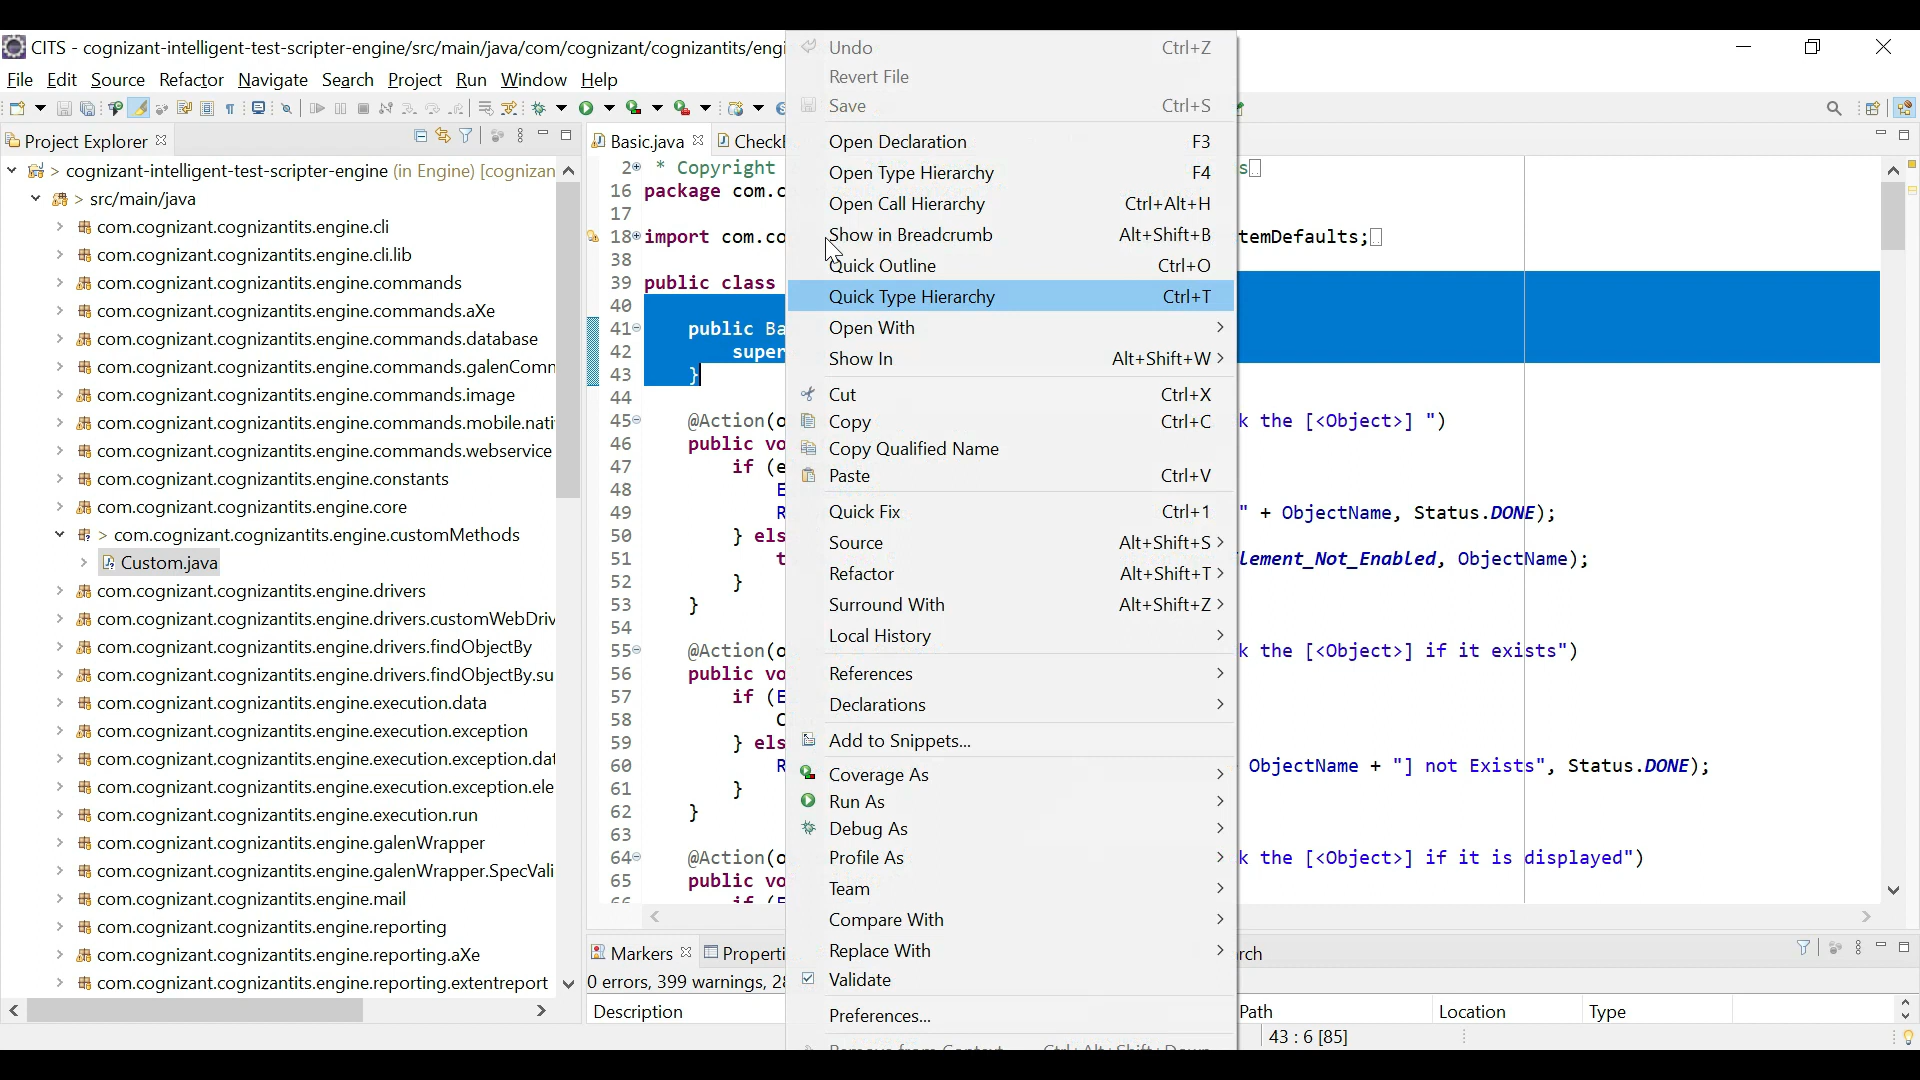 CITS - cognizant-intelligent-test-scripter-engine/src/main/java/com/cognizant/cognizantits/engi
File Edit Source Refactor Navigate Search Project Run Window Help
Project Explorer
> cognizant-intelligent-test-scripter-engine (in Engine) [cognizan
> src/main/java
com.cognizant.cognizantits.engine.cli
com.cognizant.cognizantits.engine.cli.lib
com.cognizant.cognizantits.engine.commands
com.cognizant.cognizantits.engine.commands.aXe
com.cognizant.cognizantits.engine.commands.database
com.cognizant.cognizantits.engine.commands.galenComm
com.cognizant.cognizantits.engine.commands.image
com.cognizant.cognizantits.engine.commands.mobile.nati
com.cognizant.cognizantits.engine.commands.webservice
com.cognizant.cognizantits.engine.constants
com.cognizant.cognizantits.engine.core
> com.cognizant.cognizantits.engine.customMethods
Custom.java
com.cognizant.cognizantits.engine.drivers
com.cognizant.cognizantits.engine.drivers.customWebDriv
com.cognizant.cognizantits.engine.drivers.findObjectBy
com.cognizant.cognizantits.engine.drivers.findObjectBy.su
com.cognizant.cognizantits.engine.execution.data
com.cognizant.cognizantits.engine.execution.exception
com.cognizant.cognizantits.engine.execution.exception.dat
com.cognizant.cognizantits.engine.execution.exception.ele
com.cognizant.cognizantits.engine.execution.run
com.cognizant.cognizantits.engine.galenWrapper
com.cognizant.cognizantits.engine.galenWrapper.SpecVali
com.cognizant.cognizantits.engine.mail
com.cognizant.cognizantits.engine.reporting
com.cognizant.cognizantits.engine.reporting.aXe
com.cognizant.cognizantits.engine.reporting.extentreport
Basic.java CheckB
2 * Copyright s
16 package com.c
17
18 import com.co temDefaults;
38
39 public class
40
41 public Ba
42 super
43 }
44
45 @Action(o k the [<Object>] ")
46 public vo
47 if (e
48 E
49 R " + ObjectName, Status.DONE);
50 } els
51 t lement_Not_Enabled, ObjectName);
52 }
53 }
54
55 @Action(o k the [<Object>] if it exists")
56 public vo
57 if (E
58 C
59 } els
60 R ObjectName + "] not Exists", Status.DONE);
61 }
62 }
63
64 @Action(o k the [<Object>] if it is displayed")
65 public vo
66 if (E
Undo Ctrl+Z
Revert File
Save Ctrl+S
Open Declaration F3
Open Type Hierarchy F4
Open Call Hierarchy Ctrl+Alt+H
Show in Breadcrumb Alt+Shift+B
Quick Outline Ctrl+O
Quick Type Hierarchy Ctrl+T
Open With
Show In Alt+Shift+W
Cut Ctrl+X
Copy Ctrl+C
Copy Qualified Name
Paste Ctrl+V
Quick Fix Ctrl+1
Source Alt+Shift+S
Refactor Alt+Shift+T
Surround With Alt+Shift+Z
Local History
References
Declarations
Add to Snippets...
Coverage As
Run As
Debug As
Profile As
Team
Compare With
Replace With
Validate
Preferences...
Remove from Context Ctrl+Alt+Shift+Down
Markers Properti rch
0 errors, 399 warnings, 28
Description Path Location Type
43 : 6 [85]